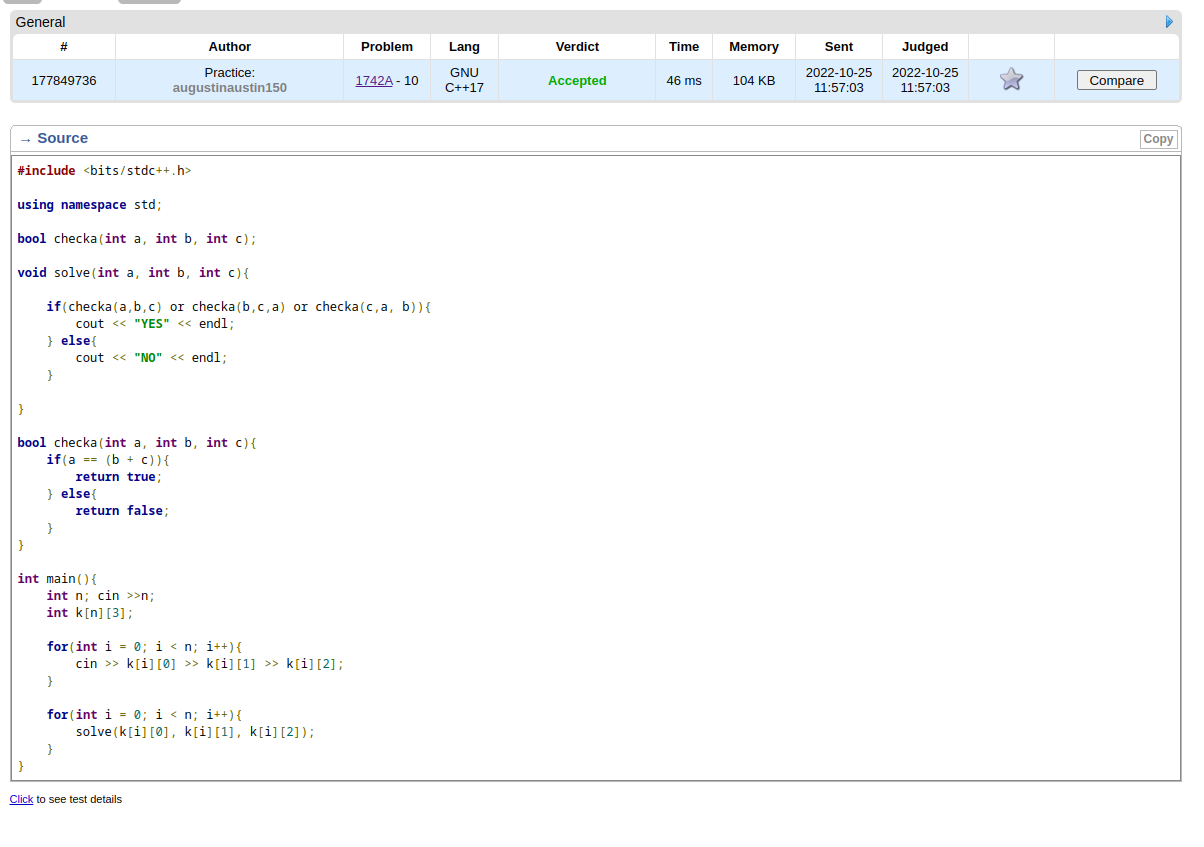 General
# Author Problem Lang Verdict Time Memory Sent Judged
177849736 Practice: augustinaustin150 1742A - 10 GNU C++17 Accepted 46 ms 104 KB 2022-10-25 11:57:03 2022-10-25 11:57:03 Compare
→ Source Copy
#include <bits/stdc++.h>

using namespace std;

bool checka(int a, int b, int c);

void solve(int a, int b, int c){

    if(checka(a,b,c) or checka(b,c,a) or checka(c,a, b)){
        cout << "YES" << endl;
    } else{
        cout << "NO" << endl;
    }

}

bool checka(int a, int b, int c){
    if(a == (b + c)){
        return true;
    } else{
        return false;
    }
}

int main(){
    int n; cin >>n;
    int k[n][3];

    for(int i = 0; i < n; i++){
        cin >> k[i][0] >> k[i][1] >> k[i][2];
    }

    for(int i = 0; i < n; i++){
        solve(k[i][0], k[i][1], k[i][2]);
    }
}
Click to see test details